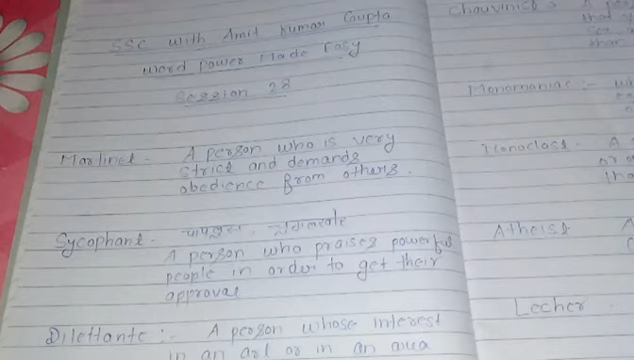 SSC with Amit kumar Gupta
Word Power Made Easy
Session 28
Martinet - A person who is very
strict and demands
obedience from others.
Sycophant - चापलूस,
A person who praises powerful
people in order to get their
approval
Dilettante :- A person whose interest
in an art or in an area
Chauvinist :
Monomaniac :-
Iconoclast - A
or
tha
Atheist A
Lecher